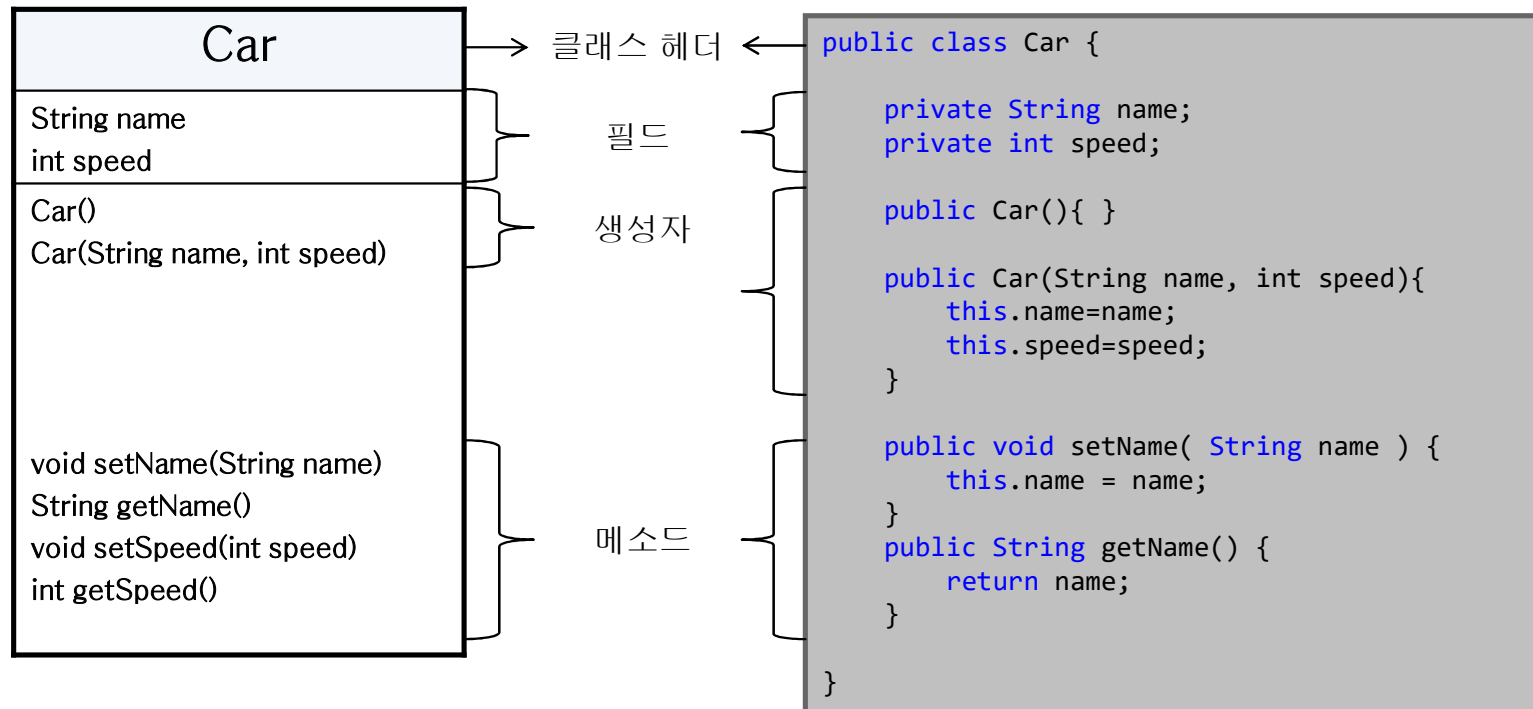 Car
String name
int speed
Car()
Car(String name, int speed)
void setName(String name)
String getName()
void setSpeed(int speed)
int getSpeed()
클래스 헤더
필드
생성자
메소드
public class Car {
private String name;
private int speed;
public Car(){ }
public Car(String name, int speed){
this.name=name;
this.speed=speed;
}
public void setName( String name ) {
this.name = name;
}
public String getName() {
return name;
}
}